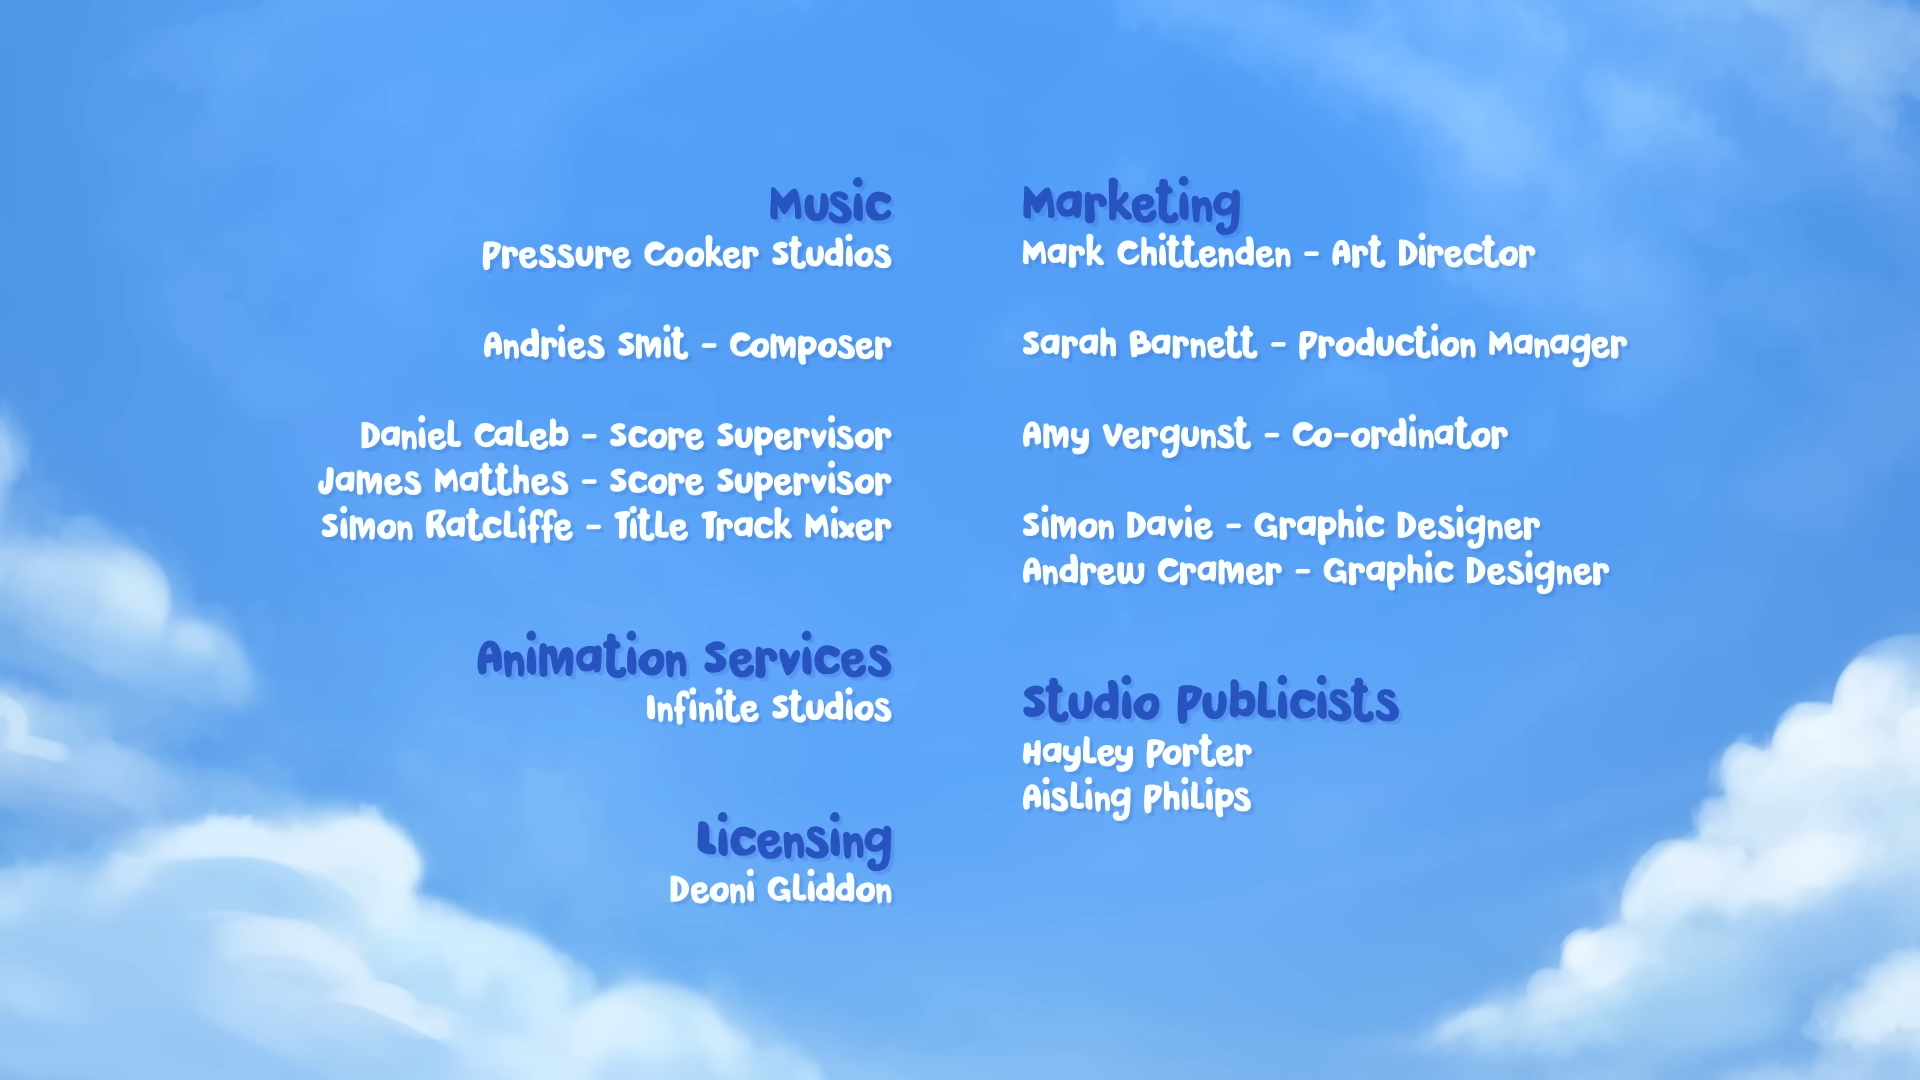 Music
Pressure Cooker Studios
Andries Smit - Composer
Daniel Caleb - Score Supervisor
James Matthes - Score Supervisor
Simon Ratcliffe - Title Track Mixer
Animation Services
Infinite Studios
Licensing
Deoni Gliddon
Marketing
Mark Chittenden - Art Director
Sarah Barnett - Production Manager
Amy Vergunst - Co-ordinator
Simon Davie - Graphic Designer
Andrew Cramer - Graphic Designer
Studio Publicists
Hayley Porter
Aisling Philips